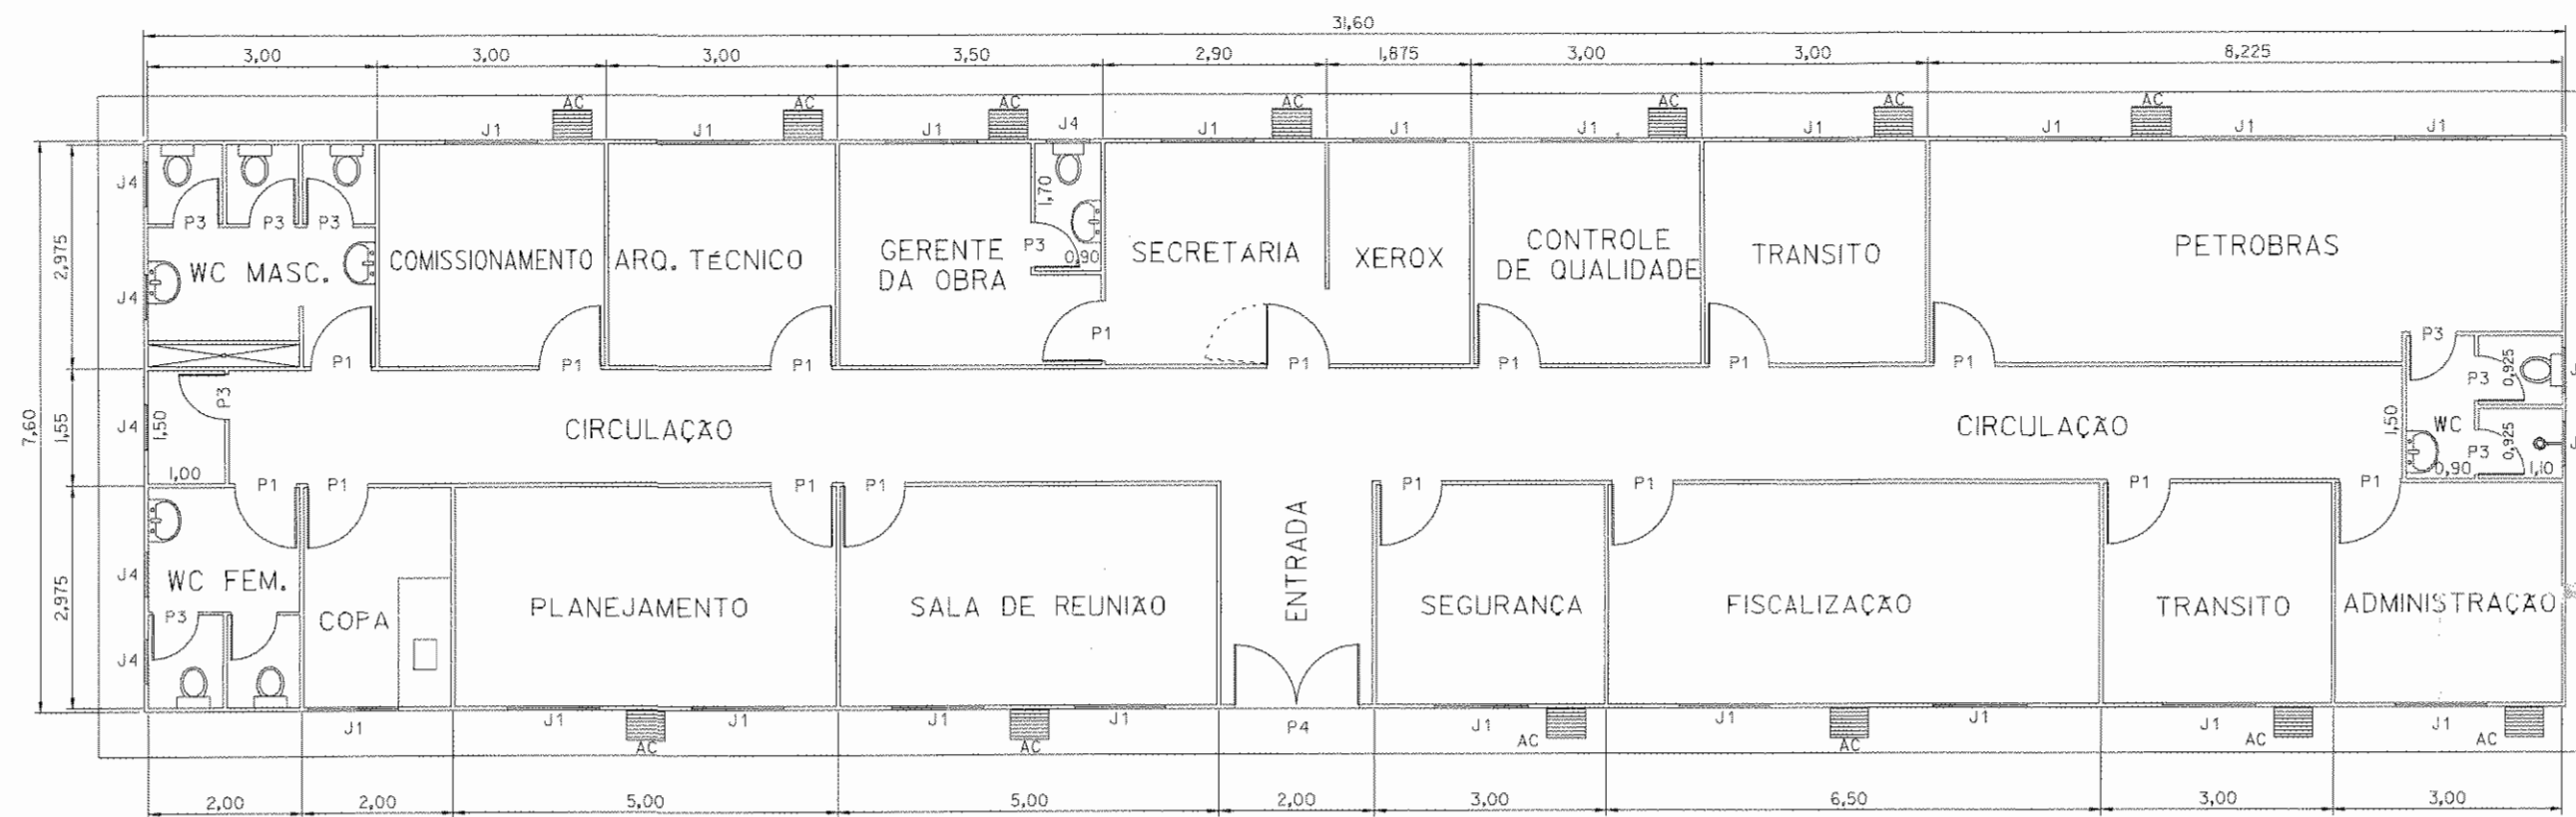 31,60
3,00 3,00 3,00 3,50 2,90 1,875 3,00 3,00 8,225
AC AC AC AC AC AC AC
J1 J1 J1 J4 J1 J1 J1 J1 J1 J1 J1
J4
P3 P3 P3
1,70
P3
0,90
2,975
WC MASC.
COMISSIONAMENTO
ARQ. TÉCNICO
GERENTE
DA OBRA
SECRETARIA
XEROX
CONTROLE
DE QUALIDADE
TRANSITO
PETROBRAS
J4
P1
P1 P1 P1 P1 P1 P1 P1
P3
P3
0,925
P3
7,60
1,55
J4
1,50
1,00
CIRCULAÇÃO
CIRCULAÇÃO
1,50
WC
P3
0,925
0,90
1,10
P1 P1 P1 P1 P1 P1 P1 P1
2,975
J4
WC FEM.
P3
COPA
PLANEJAMENTO
SALA DE REUNIÃO
ENTRADA
SEGURANÇA
FISCALIZAÇÃO
TRANSITO
ADMINISTRAÇÃO
J4
J1 J1 J1 J1 J1 P4 J1 J1 J1 J1 J1
AC AC AC AC AC AC
2,00 2,00 5,00 5,00 2,00 3,00 6,50 3,00 3,00